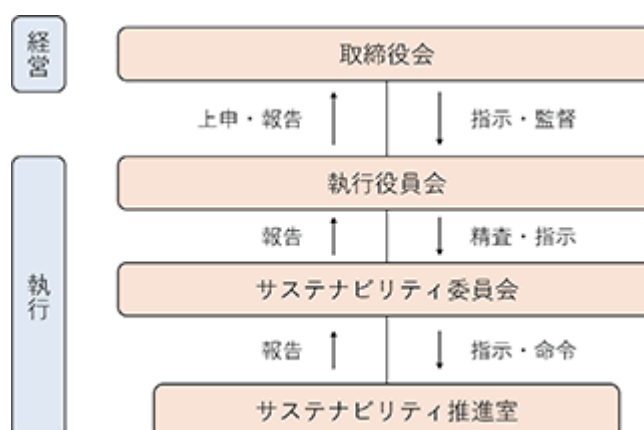 経営
取締役会
上申・報告
指示・監督
執行役員会
報告
精査・指示
執行
サステナビリティ委員会
報告
指示・命令
サステナビリティ推進室